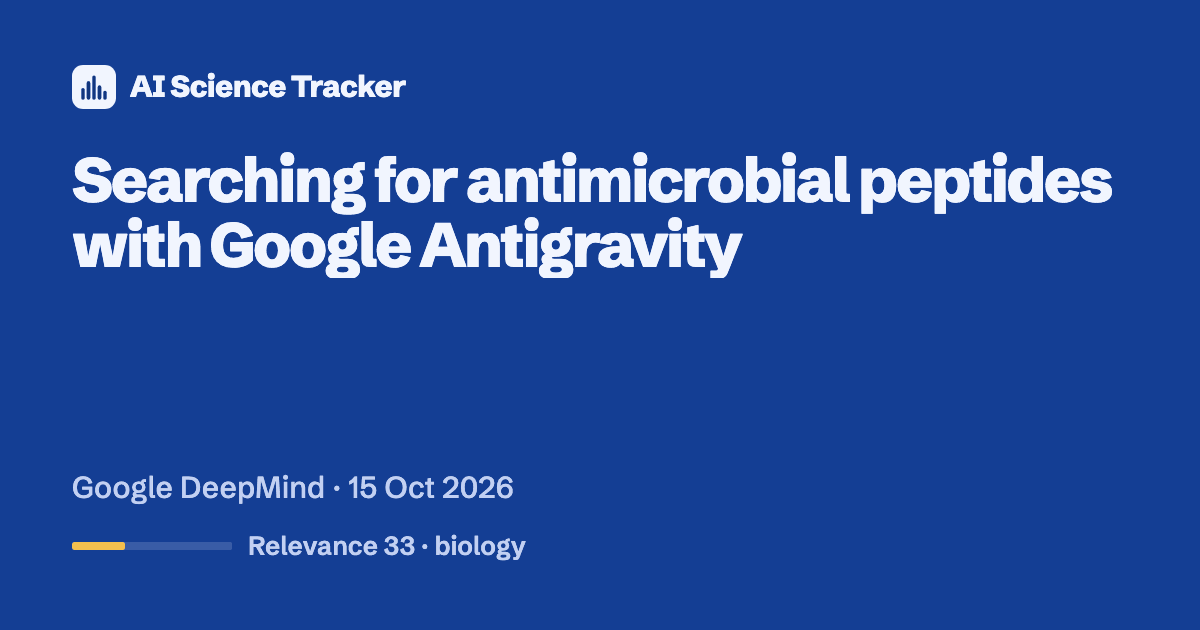 AI Science Tracker
Searching for antimicrobial peptides
with Google Antigravity
Google DeepMind · 15 Oct 2026
Relevance 33 · biology